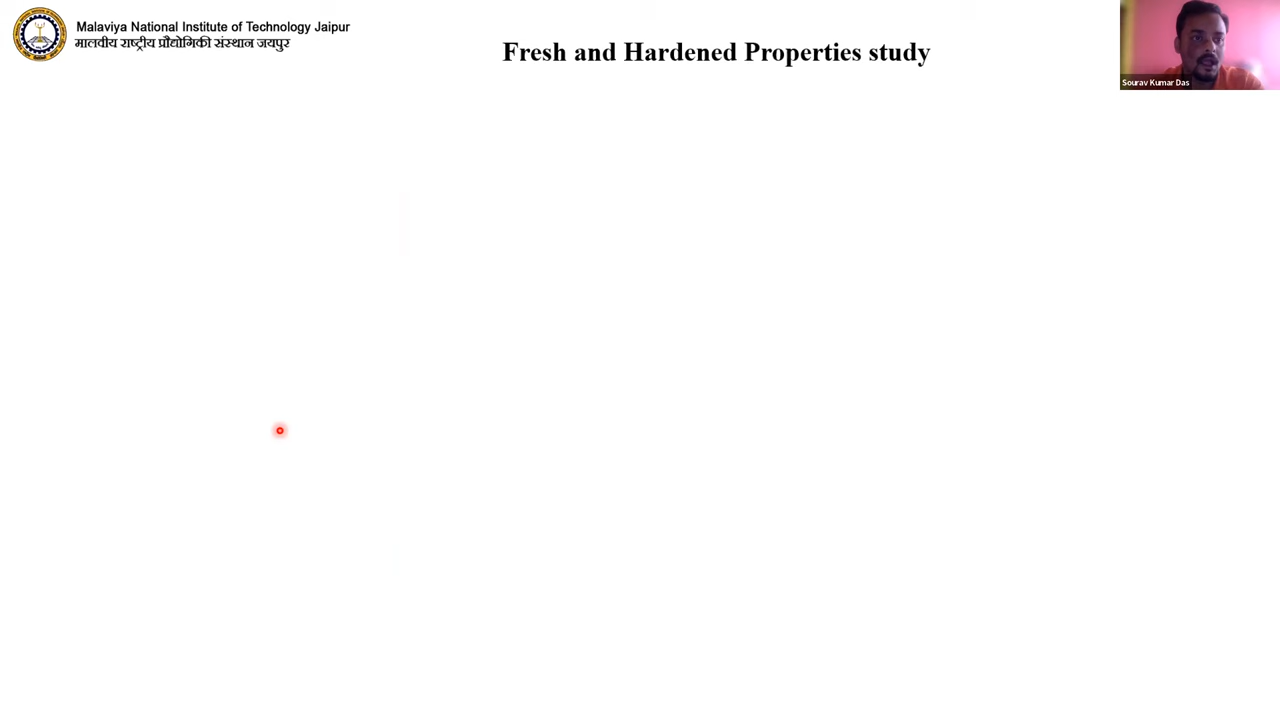 Malaviya National Institute of Technology Jaipur
मालवीय राष्ट्रीय प्रौद्योगिकी संस्थान जयपुर
Fresh and Hardened Properties study
Sourav Kumar Das